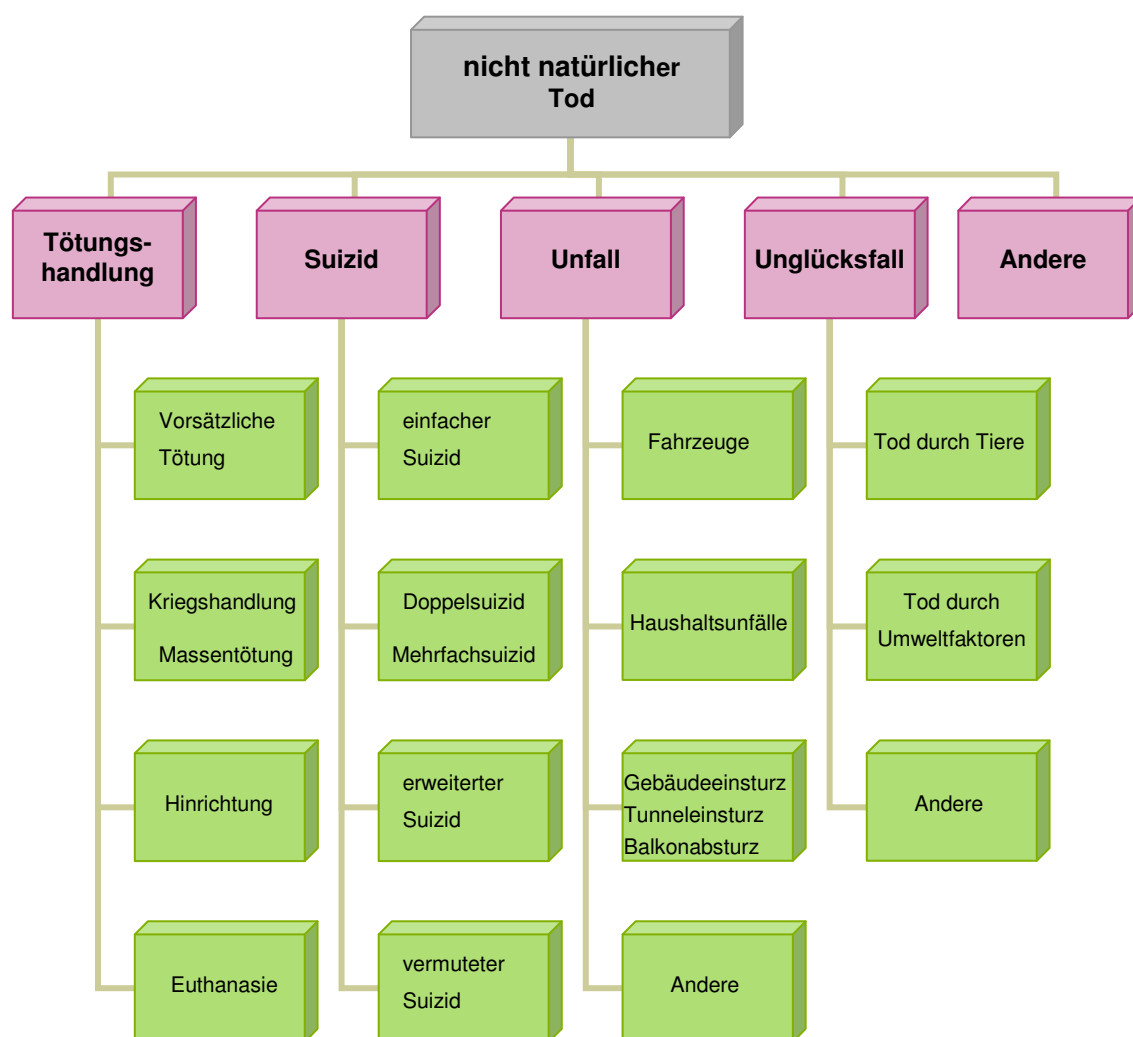 nicht natürlicher
Tod
Tötungs-
handlung
Suizid
Unfall
Unglücksfall
Andere
Vorsätzliche
Tötung
einfacher
Suizid
Fahrzeuge
Tod durch Tiere
Kriegshandlung
Massentötung
Doppelsuizid
Mehrfachsuizid
Haushaltsunfälle
Tod durch
Umweltfaktoren
Hinrichtung
erweiterter
Suizid
Gebäudeeinsturz
Tunneleinsturz
Balkonabsturz
Andere
Euthanasie
vermuteter
Suizid
Andere